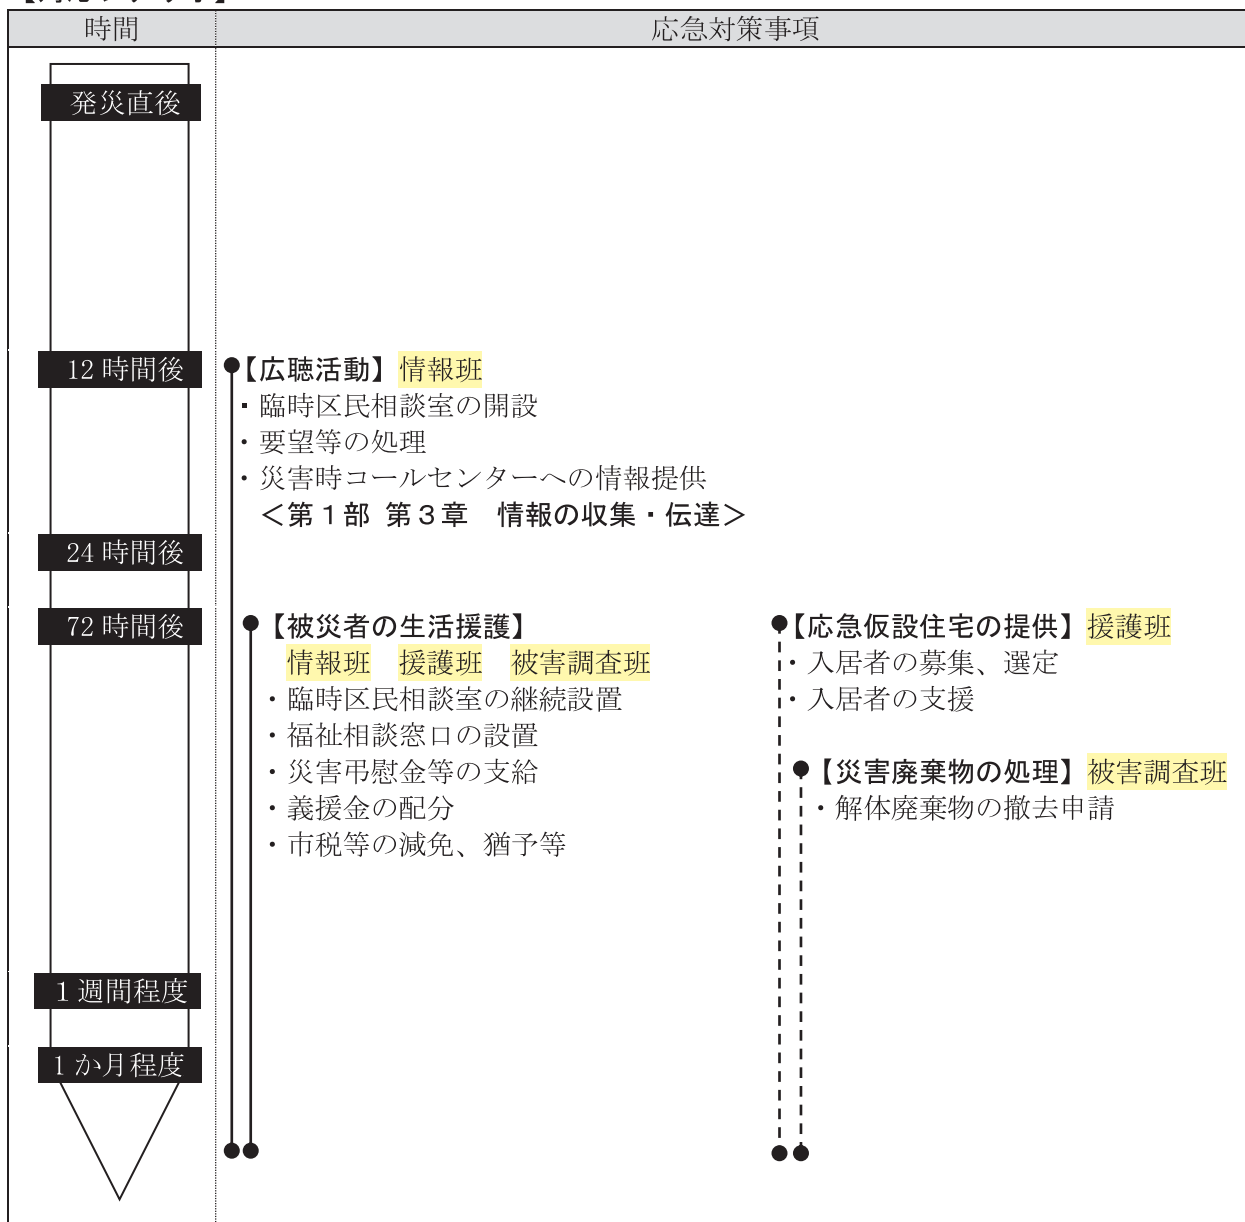 時間
応急対策事項
発災直後
12時間後
●【広聴活動】 情報班
・臨時区民相談室の開設
・要望等の処理
・災害時コールセンターへの情報提供
＜第１部 第３章　情報の収集・伝達＞
24時間後
72時間後
●【被災者の生活援護】
情報班　援護班　被害調査班
・臨時区民相談室の継続設置
・福祉相談窓口の設置
・災害弔慰金等の支給
・義援金の配分
・市税等の減免、猶予等
●【応急仮設住宅の提供】 援護班
・入居者の募集、選定
・入居者の支援
●【災害廃棄物の処理】 被害調査班
・解体廃棄物の撤去申請
１週間程度
１か月程度